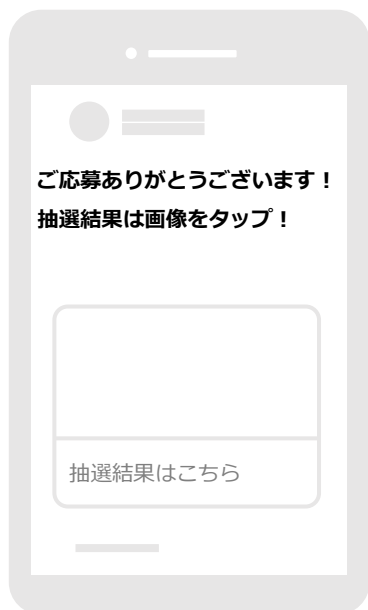 ご応募ありがとうございます！
抽選結果は画像をタップ！
抽選結果はこちら